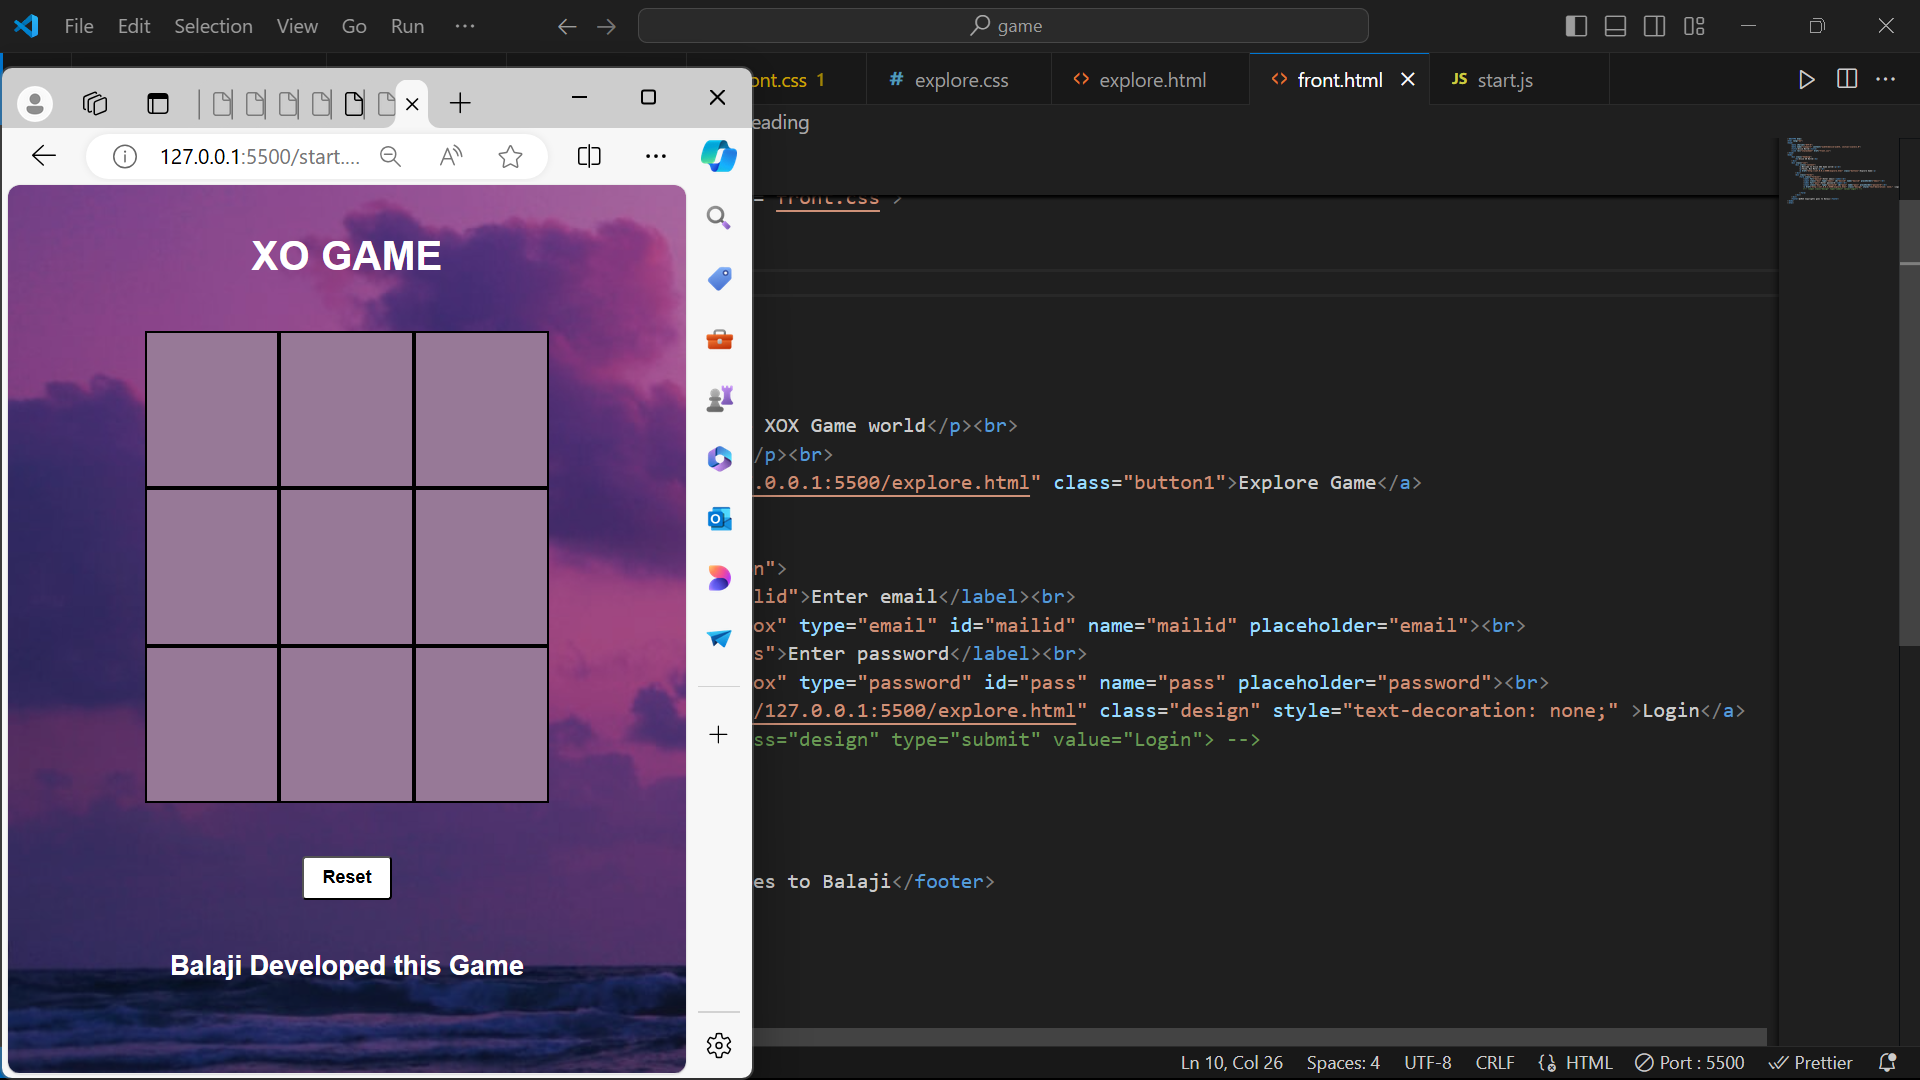 File Edit Selection View Go Run
game
ont.css 1
# explore.css
<> explore.html
<> front.html
JS start.js
eading
127.0.0.1:5500/start....
XO GAME
Reset
Balaji Developed this Game
front.css >
XOX Game world</p><br>
/p><br>
.0.0.1:5500/explore.html" class="button1">Explore Game</a>
n">
lid">Enter email</label><br>
ox" type="email" id="mailid" name="mailid" placeholder="email"><br>
s">Enter password</label><br>
ox" type="password" id="pass" name="pass" placeholder="password"><br>
/127.0.0.1:5500/explore.html" class="design" style="text-decoration: none;" >Login</a>
ss="design" type="submit" value="Login"> -->
es to Balaji</footer>
Ln 10, Col 26 Spaces: 4 UTF-8 CRLF HTML Port : 5500 Prettier